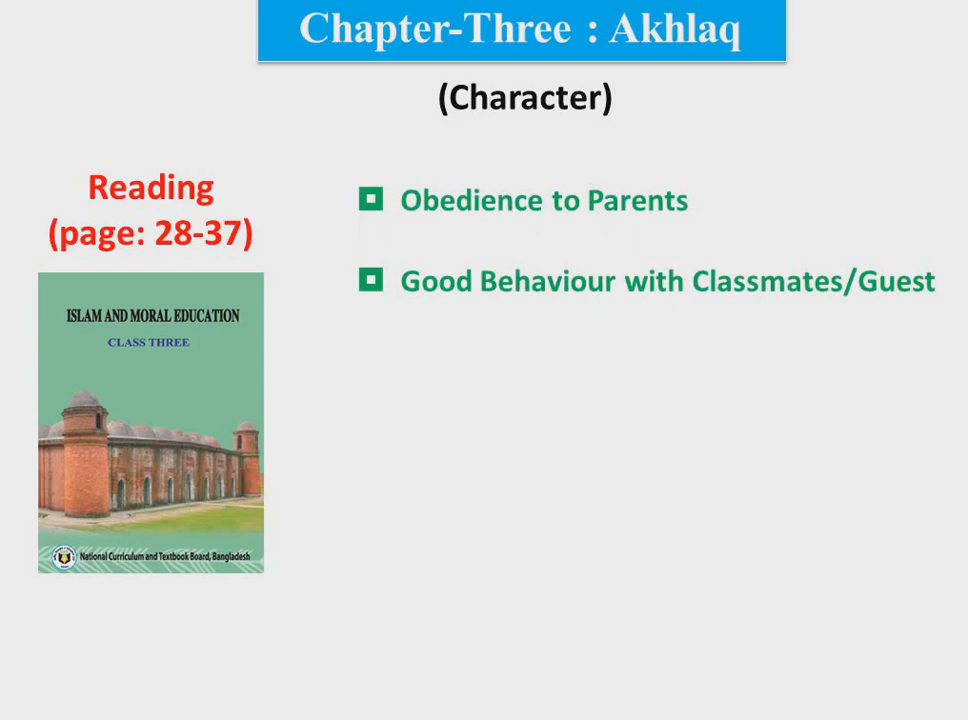 Chapter-Three : Akhlaq
(Character)
Reading
(page: 28-37)
ISLAM AND MORAL EDUCATION
CLASS THREE
National Curriculum and Textbook Board, Bangladesh
Obedience to Parents
Good Behaviour with Classmates/Guest